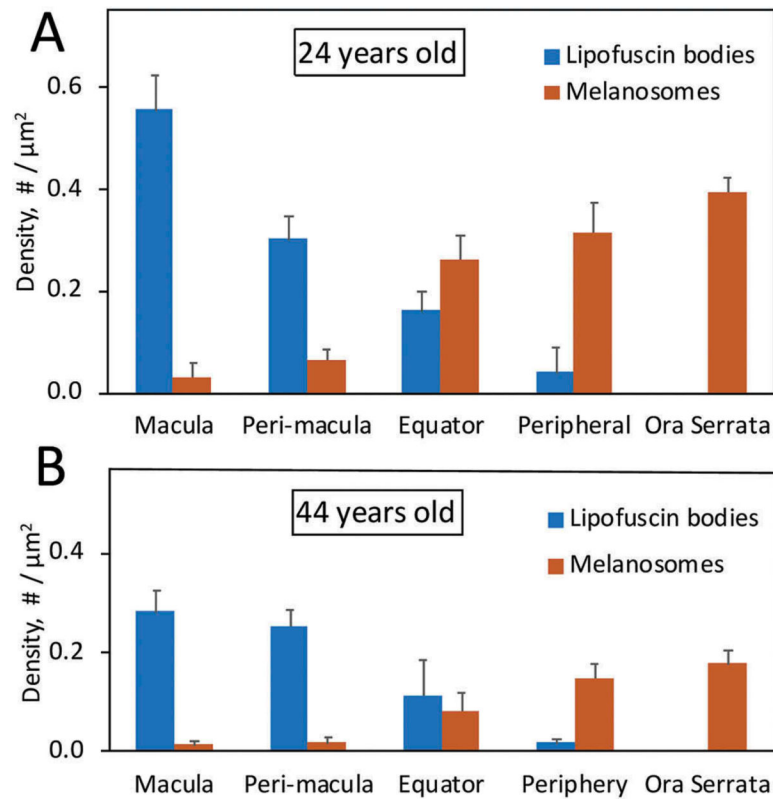 A
24 years old
Lipofuscin bodies
Melanosomes
Density, # / µm²
0.6
0.4
0.2
0.0
Macula Peri-macula Equator Peripheral Ora Serrata
B
44 years old
Lipofuscin bodies
Melanosomes
Density, # / µm²
0.4
0.2
0.0
Macula Peri-macula Equator Periphery Ora Serrata